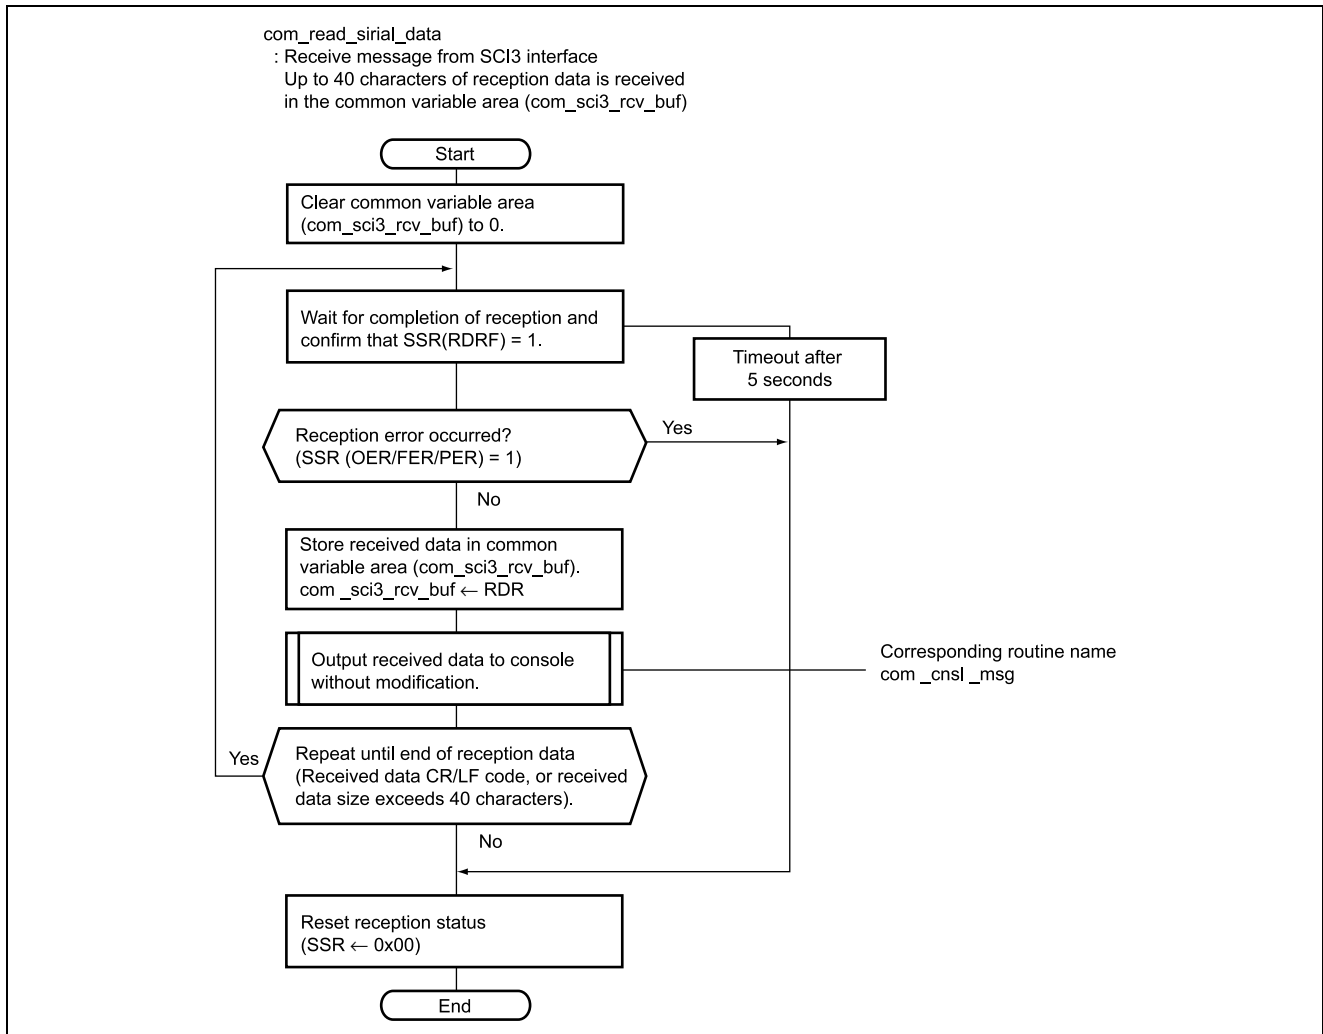 com_read_sirial_data
: Receive message from SCI3 interface
Up to 40 characters of reception data is received
in the common variable area (com_sci3_rcv_buf)
Start
Clear common variable area
(com_sci3_rcv_buf) to 0.
Wait for completion of reception and
confirm that SSR(RDRF) = 1.
Timeout after
5 seconds
Reception error occurred?
(SSR (OER/FER/PER) = 1)
Yes
No
Store received data in common
variable area (com_sci3_rcv_buf).
com _sci3_rcv_buf ← RDR
Output received data to console
without modification.
Corresponding routine name
com _cnsl _msg
Repeat until end of reception data
(Received data CR/LF code, or received
data size exceeds 40 characters).
Yes
No
Reset reception status
(SSR ← 0x00)
End